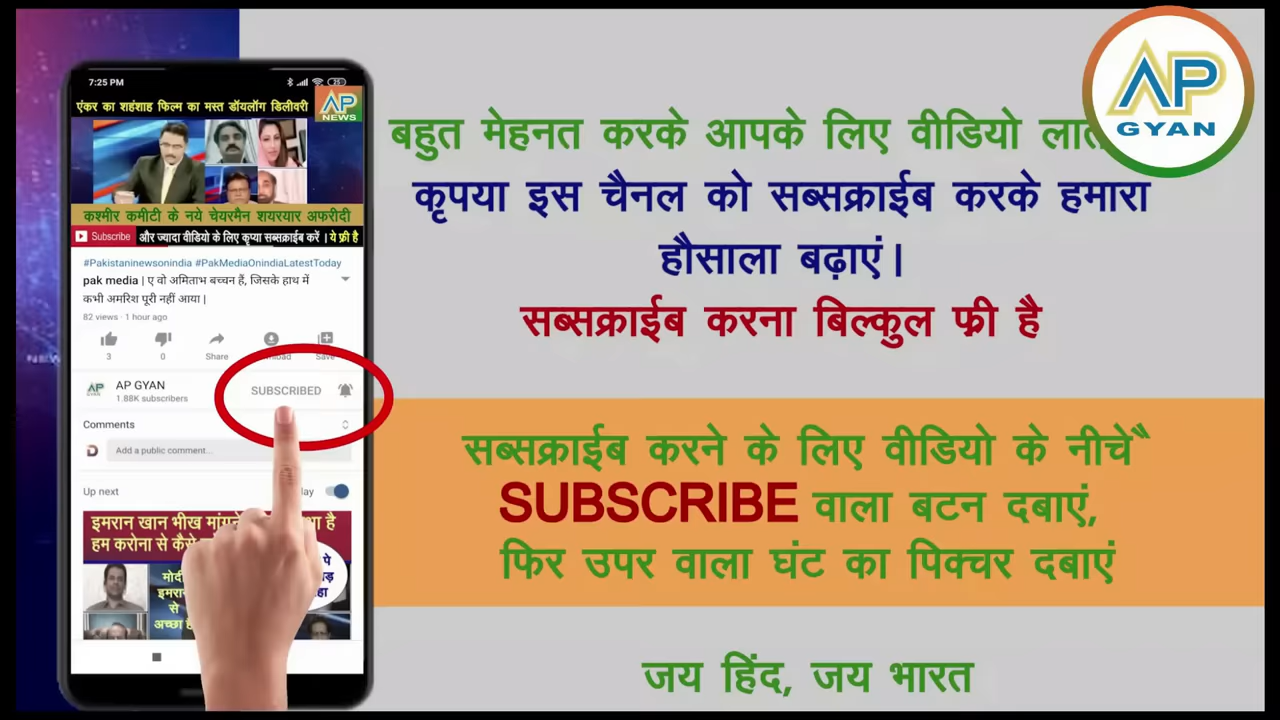 7:25 PM
25
एंकर का शहंशाह फिल्म का मस्त डॉयलॉग डिलीवरी
AP
NEWS
कश्मीर कमीटी के नये चेयरमैन शयरयार अफरीदी
Subscribe और ज्यादा वीडियो के लिए कृप्या सब्सक्राईब करें । ये फ्री है
#Pakistaninewsonindia #PakMediaOnindiaLatestToday
pak media | ए वो अमिताभ बच्चन हैं, जिसके हाथ में
कभी अमरिश पूरी नहीं आया |
82 views · 1 hour ago
3 0 Share Save
AP GYAN
1.88K subscribers
SUBSCRIBED
Comments
Add a public comment...
Up next
इमरान खान भीख है
हम करोना से
मोदी
से
अच्छा
AP
GYAN
बहुत मेहनत करके आपके लिए वीडियो
कृपया इस चैनल को सब्सक्राईब करके हमारा
हौसाला बढ़ाएं।
सब्सक्राईब करना बिल्कुल फ्री है
सब्सक्राईब करने के लिए वीडियो के नीचे"
SUBSCRIBE वाला बटन दबाएं,
फिर उपर वाला घंट का पिक्चर दबाएं
जय हिंद, जय भारत